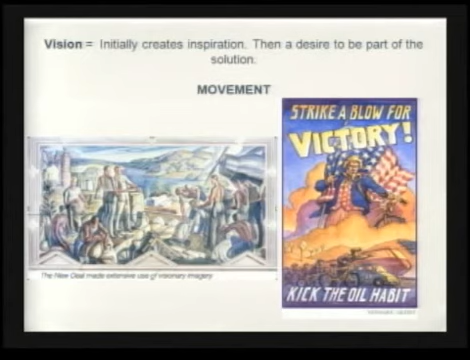 Vision = Initially creates inspiration. Then a desire to be part of the
solution.
MOVEMENT
STRIKE A BLOW FOR
VICTORY!
The New Deal made extensive use of visionary imagery
KICK THE OIL HABIT